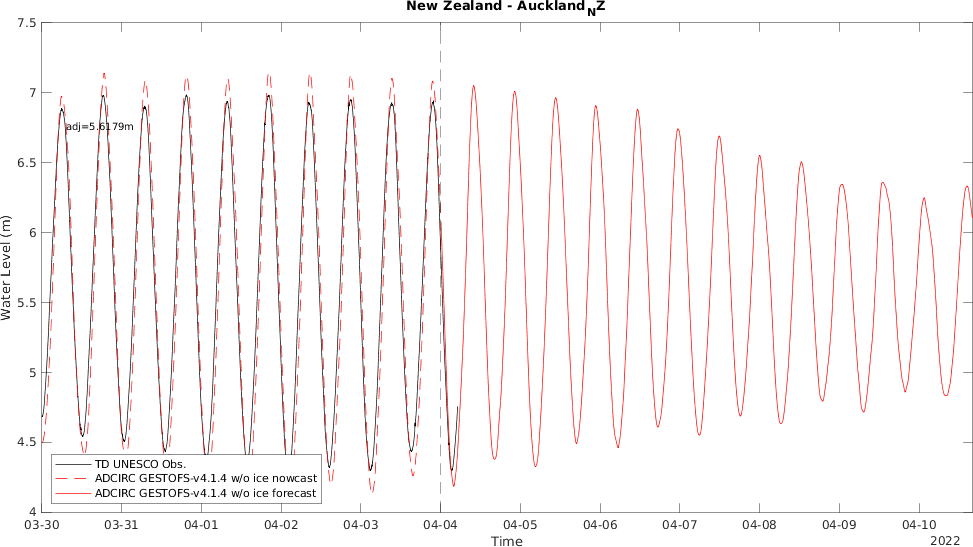 New Zealand - Auckland_NZ
7.5
7
6.5
6
5.5
5
4.5
4
Water Level (m)
adj=5.6179m
TD UNESCO Obs.
ADCIRC GESTOFS-v4.1.4 w/o ice nowcast
ADCIRC GESTOFS-v4.1.4 w/o ice forecast
03-30 03-31 04-01 04-02 04-03 04-04 04-05 04-06 04-07 04-08 04-09 04-10
Time
2022